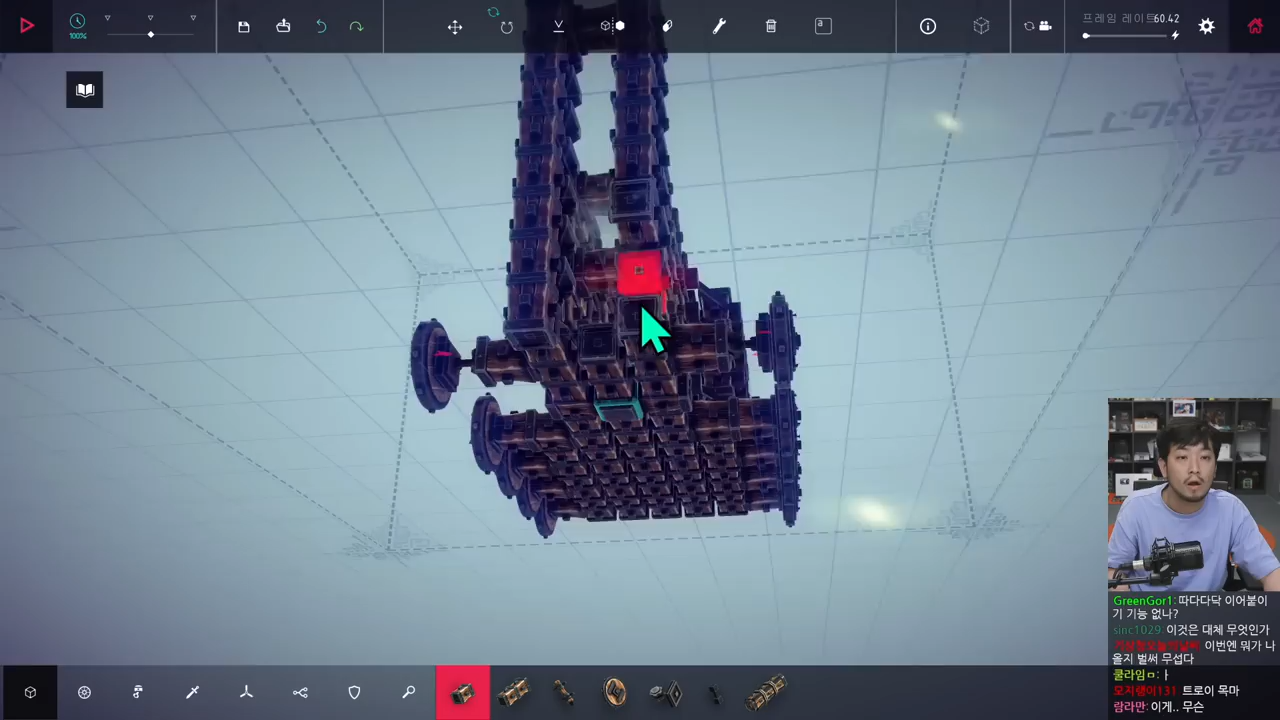 100%
a
프레임 레이트 60.42
GreenGor1: 따다다닥 이어붙이
기 기능 없나?
sinc1029: 이것은 대체 무엇인가
이번엔 뭐가 나
올지 벌써 무섭다
쿨라임ㅁ: ㅏ
모지랭이131: 트로이 목마
람라만: 이게.. 무슨